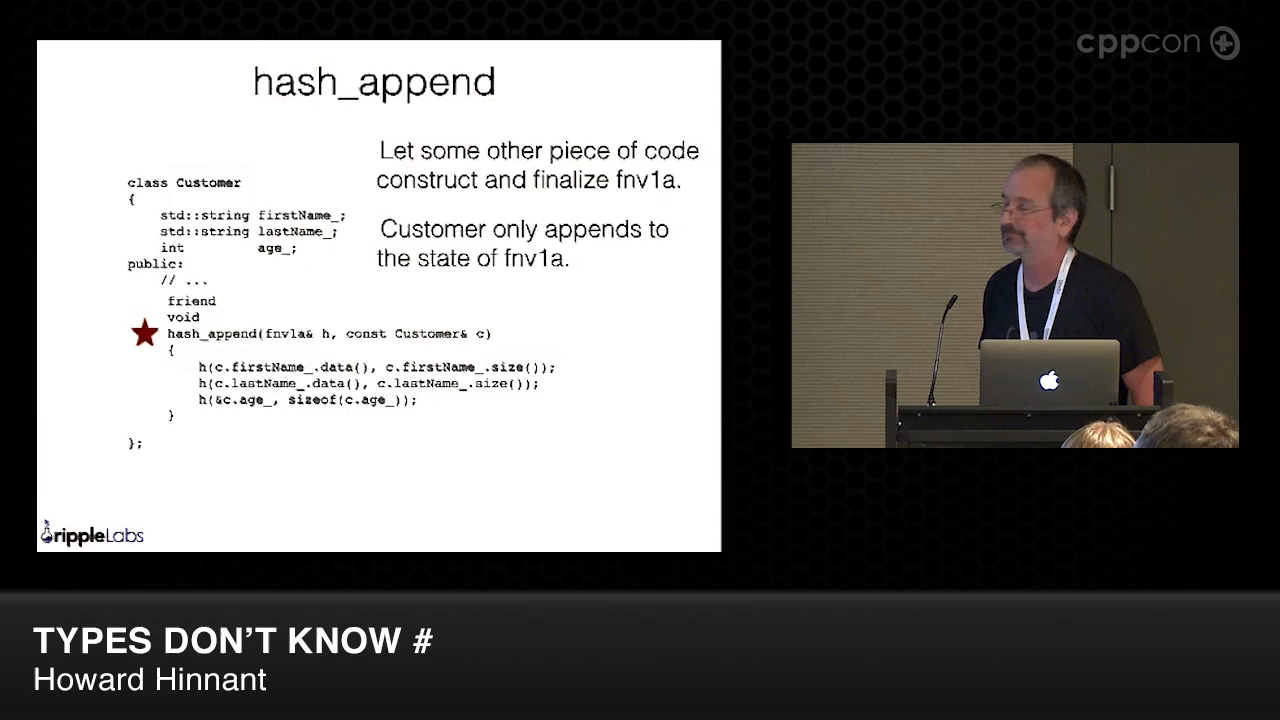 cppcon
hash_append
Let some other piece of code
construct and finalize fnv1a.
Customer only appends to
the state of fnv1a.
class Customer
{
std::string firstName_;
std::string lastName_;
int age_;
public:
// ...
friend
void
hash_append(fnv1a& h, const Customer& c)
{
h(c.firstName_.data(), c.firstName_.size());
h(c.lastName_.data(), c.lastName_.size());
h(&c.age_, sizeof(c.age_));
}
};
rippleLabs
TYPES DON'T KNOW #
Howard Hinnant